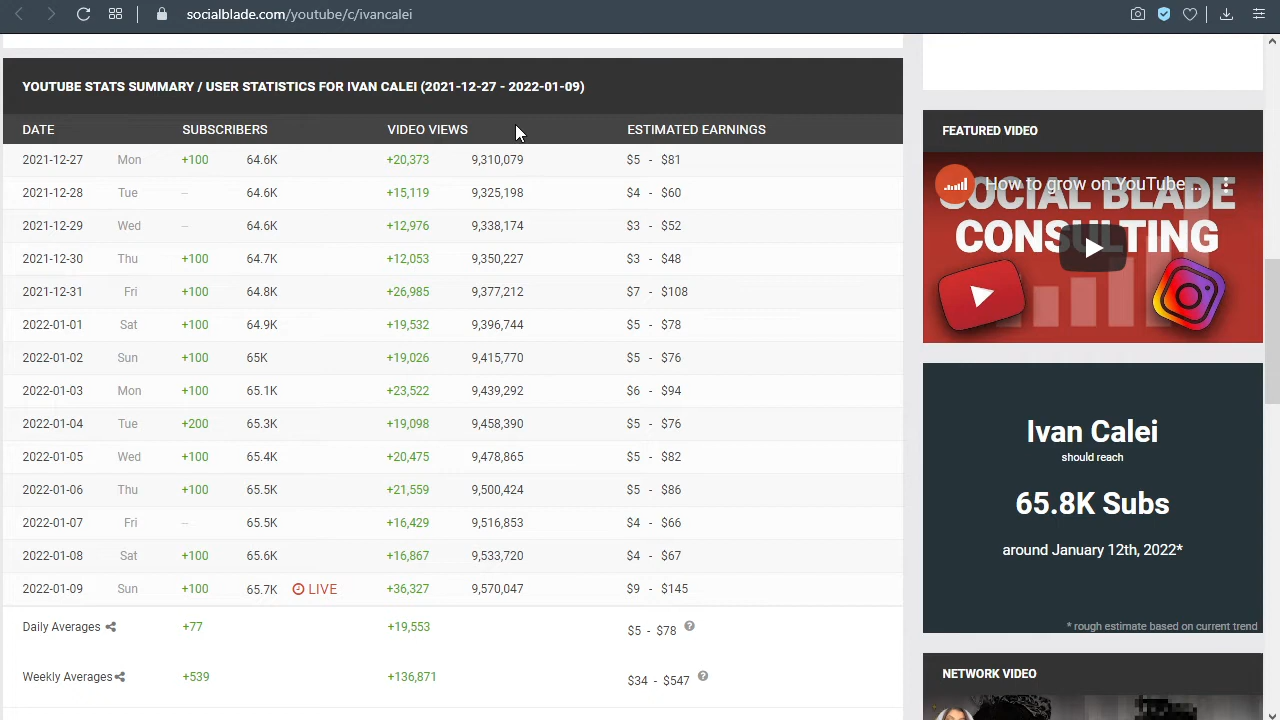 socialblade.com/youtube/c/ivancalei
YOUTUBE STATS SUMMARY / USER STATISTICS FOR IVAN CALEI (2021-12-27 - 2022-01-09)
DATE SUBSCRIBERS VIDEO VIEWS ESTIMATED EARNINGS
2021-12-27 Mon +100 64.6K +20,373 9,310,079 $5 - $81
2021-12-28 Tue -- 64.6K +15,119 9,325,198 $4 - $60
2021-12-29 Wed -- 64.6K +12,976 9,338,174 $3 - $52
2021-12-30 Thu +100 64.7K +12,053 9,350,227 $3 - $48
2021-12-31 Fri +100 64.8K +26,985 9,377,212 $7 - $108
2022-01-01 Sat +100 64.9K +19,532 9,396,744 $5 - $78
2022-01-02 Sun +100 65K +19,026 9,415,770 $5 - $76
2022-01-03 Mon +100 65.1K +23,522 9,439,292 $6 - $94
2022-01-04 Tue +200 65.3K +19,098 9,458,390 $5 - $76
2022-01-05 Wed +100 65.4K +20,475 9,478,865 $5 - $82
2022-01-06 Thu +100 65.5K +21,559 9,500,424 $5 - $86
2022-01-07 Fri -- 65.5K +16,429 9,516,853 $4 - $66
2022-01-08 Sat +100 65.6K +16,867 9,533,720 $4 - $67
2022-01-09 Sun +100 65.7K LIVE +36,327 9,570,047 $9 - $145
Daily Averages +77 +19,553 $5 - $78 ?
Weekly Averages +539 +136,871 $34 - $547 ?
FEATURED VIDEO
How to grow on YouTube ...
SOCIAL BLADE
CONSULTING
Ivan Calei
should reach
65.8K Subs
around January 12th, 2022*
* rough estimate based on current trend
NETWORK VIDEO